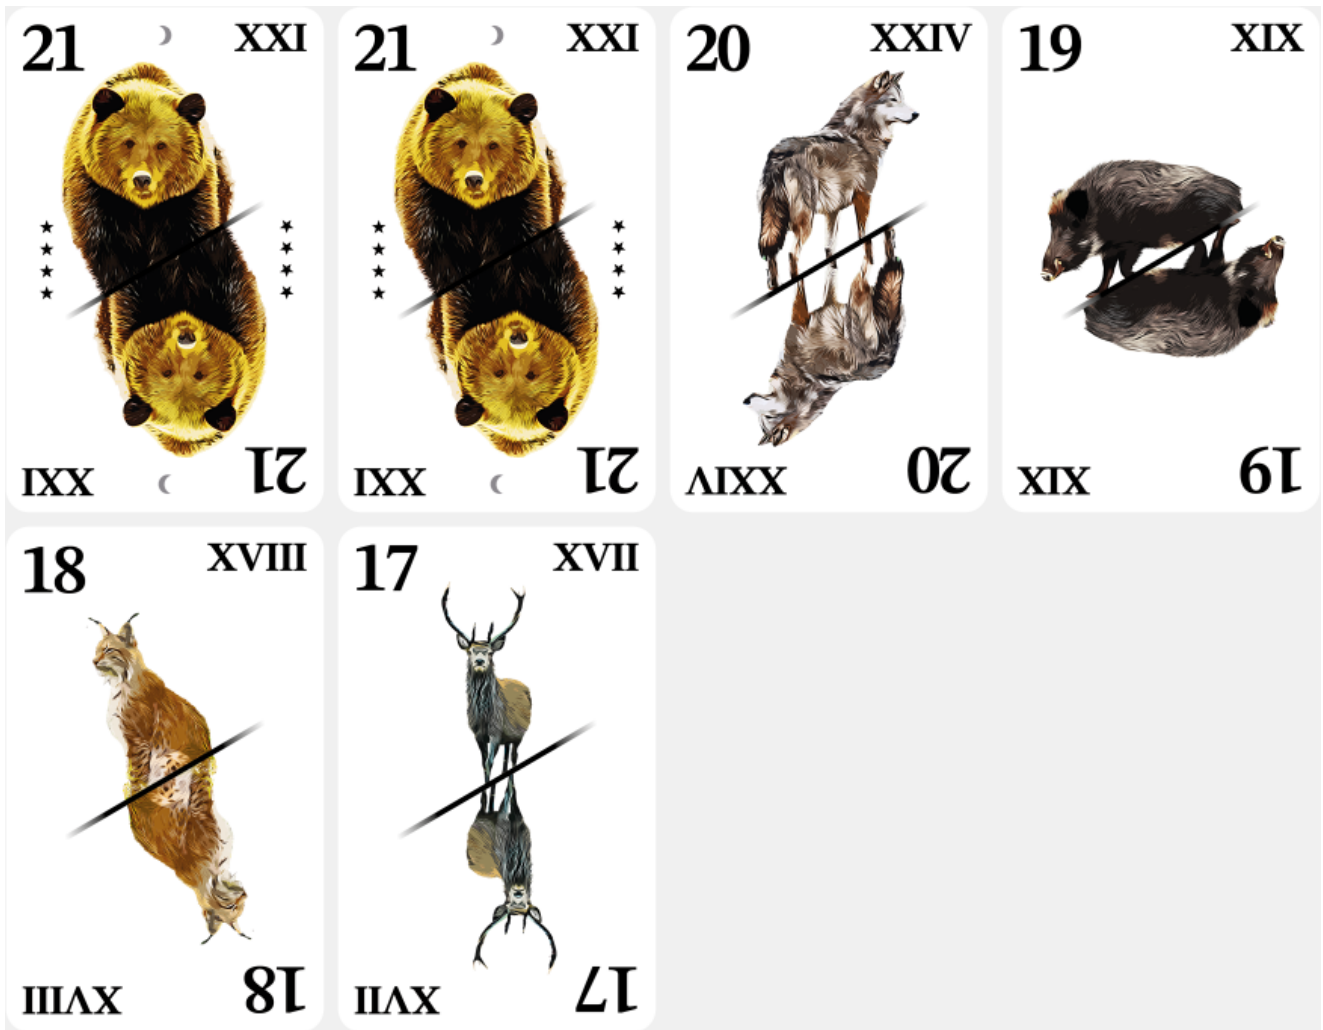 21 XXI
21 XXI
20 XXIV
19 XIX
XXI 21
XXI 21
XXIV 20
XIX 19
18 XVIII
17 XVII
XVIII 18
XVII 17